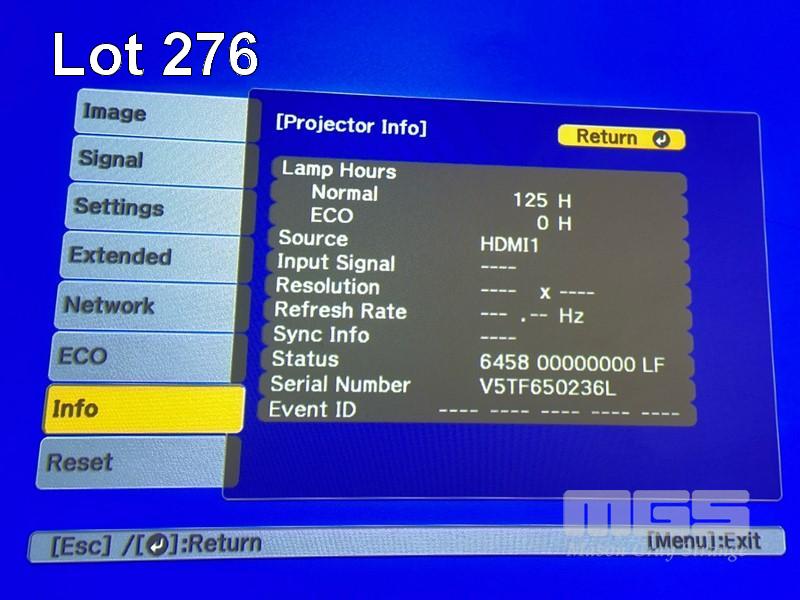 Lot 276
Image
Signal
Settings
Extended
Network
ECO
Info
Reset
[Projector Info]
Return
Lamp Hours
Normal 125 H
ECO 0 H
Source HDMI1
Input Signal ----
Resolution ---- x ----
Refresh Rate --- .-- Hz
Sync Info ----
Status 6458 00000000 LF
Serial Number V5TF650236L
Event ID ---- ---- ---- ---- ----
MGS
[Esc] /[↵]:Return [Menu]:Exit